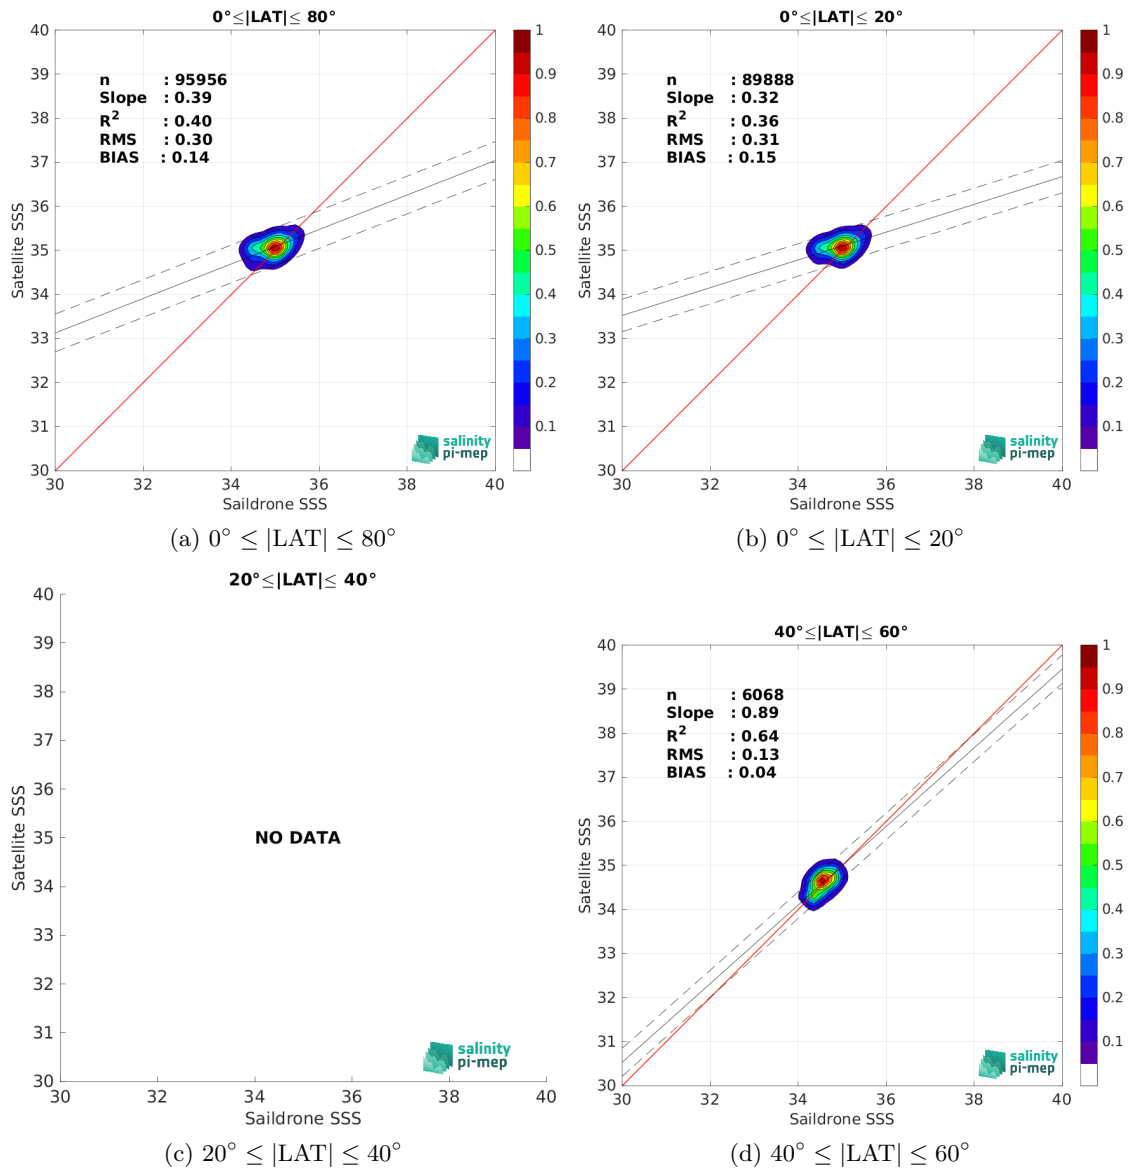 0°≤|LAT|≤ 80°
40
39
38
37
36
35
34
33
32
31
30
Satellite SSS
n : 95956
Slope : 0.39
R² : 0.40
RMS : 0.30
BIAS : 0.14
salinity
pi-mep
30 32 34 36 38 40
Saildrone SSS
1
0.9
0.8
0.7
0.6
0.5
0.4
0.3
0.2
0.1
(a) 0° ≤ |LAT| ≤ 80°
0°≤|LAT|≤ 20°
40
39
38
37
36
35
34
33
32
31
30
Satellite SSS
n : 89888
Slope : 0.32
R² : 0.36
RMS : 0.31
BIAS : 0.15
salinity
pi-mep
30 32 34 36 38 40
Saildrone SSS
1
0.9
0.8
0.7
0.6
0.5
0.4
0.3
0.2
0.1
(b) 0° ≤ |LAT| ≤ 20°
20°≤|LAT|≤ 40°
40
39
38
37
36
35
34
33
32
31
30
Satellite SSS
NO DATA
salinity
pi-mep
30 32 34 36 38 40
Saildrone SSS
(c) 20° ≤ |LAT| ≤ 40°
40°≤|LAT|≤ 60°
40
39
38
37
36
35
34
33
32
31
30
Satellite SSS
n : 6068
Slope : 0.89
R² : 0.64
RMS : 0.13
BIAS : 0.04
salinity
pi-mep
30 32 34 36 38 40
Saildrone SSS
1
0.9
0.8
0.7
0.6
0.5
0.4
0.3
0.2
0.1
(d) 40° ≤ |LAT| ≤ 60°